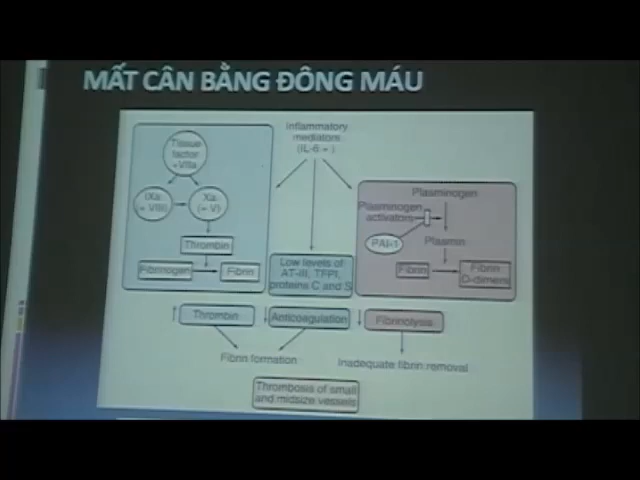 MẤT CÂN BẰNG ĐÔNG MÁU
Inflammatory
mediators
(IL-6 + )
Tissue
factor
+VIIa
IXa
(+ VIII)
Xa
(+ V)
Thrombin
Fibrinogen
Fibrin
Low levels of
AT-III, TFPI,
proteins C and S
Plasminogen
Plasminogen
activators
PAI-1
Plasmin
Fibrin
Fibrin
D-dimers
Thrombin
Anticoagulation
Fibrinolysis
Fibrin formation
Inadequate fibrin removal
Thrombosis of small
and midsize vessels